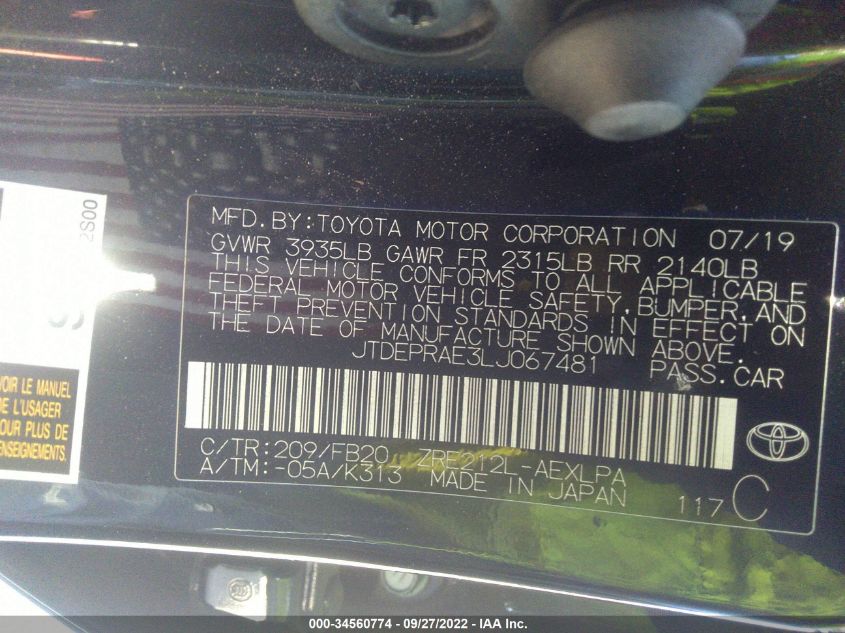 2S00
MFD.BY:TOYOTA MOTOR CORPORATION 07/19
GVWR 3935LB GAWR FR 2315LB RR 2140LB
THIS VEHICLE CONFORMS TO ALL APPLICABLE
FEDERAL MOTOR VEHICLE SAFETY,BUMPER,AND
THEFT PREVENTION STANDARDS IN EFFECT ON
THE DATE OF MANUFACTURE SHOWN ABOVE.
JTDEPRAE3LJ067481 PASS.CAR
C/TR:209/FB20 ZRE212L-AEXLPA
A/TM:-05A/K313 MADE IN JAPAN
117 C
VOIR LE MANUEL
DE L'USAGER
POUR PLUS DE
RENSEIGNEMENTS.
000-34560774 - 09/27/2022 - IAA Inc.